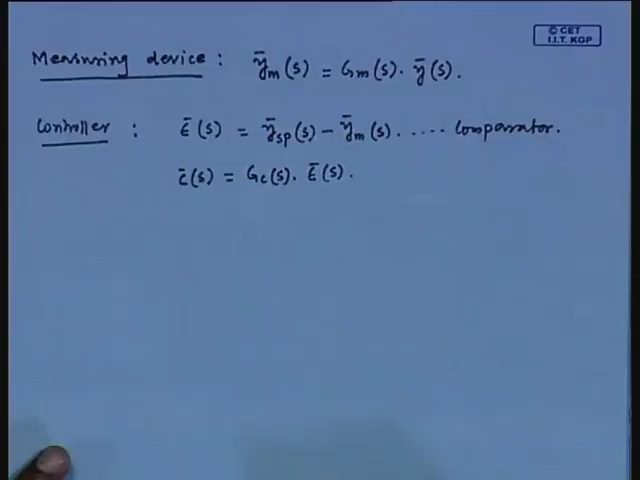 © CET
I.I.T. KGP
Measuring device : ȳm(s) = Gm(s). ȳ(s).
Controller : ε̄(s) = ȳsp(s) - ȳm(s). .... Comparator.
c̄(s) = Gc(s). ε̄(s).